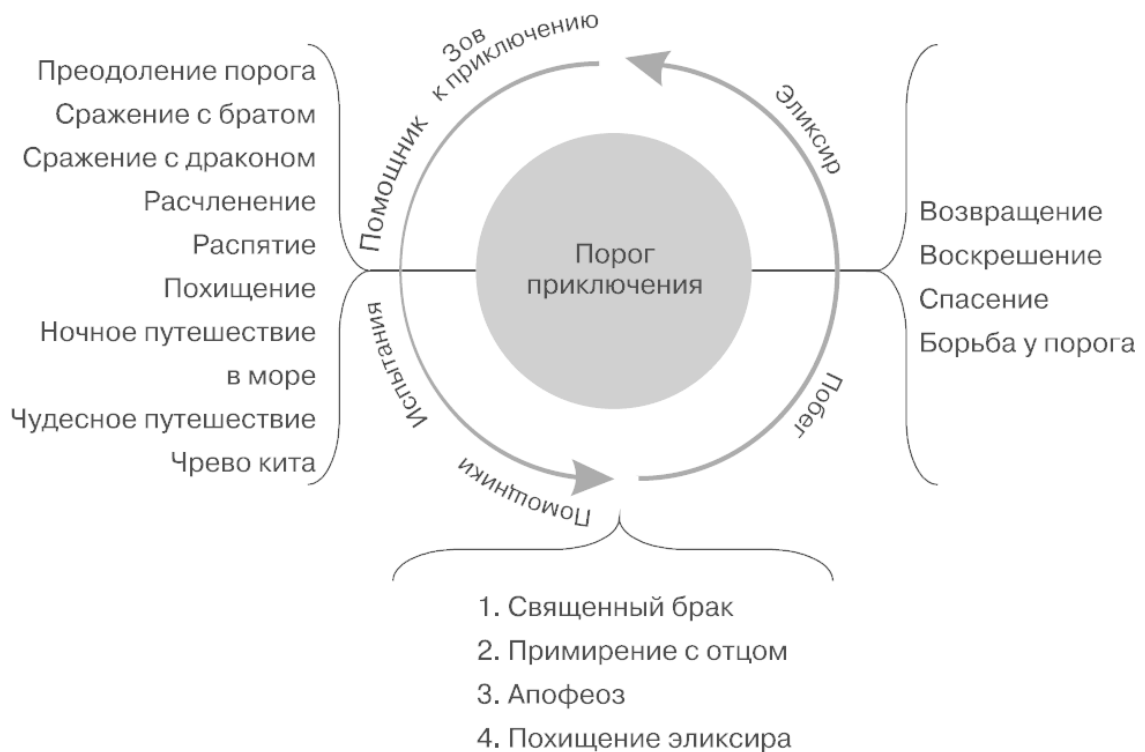 Зов
к приключению
Помощник
Преодоление порога
Сражение с братом
Сражение с драконом
Расчленение
Распятие
Похищение
Ночное путешествие
в море
Чудесное путешествие
Чрево кита
Порог
приключения
Испытания
Помощники
Эликсир
Побег
Возвращение
Воскрешение
Спасение
Борьба у порога
1. Священный брак
2. Примирение с отцом
3. Апофеоз
4. Похищение эликсира